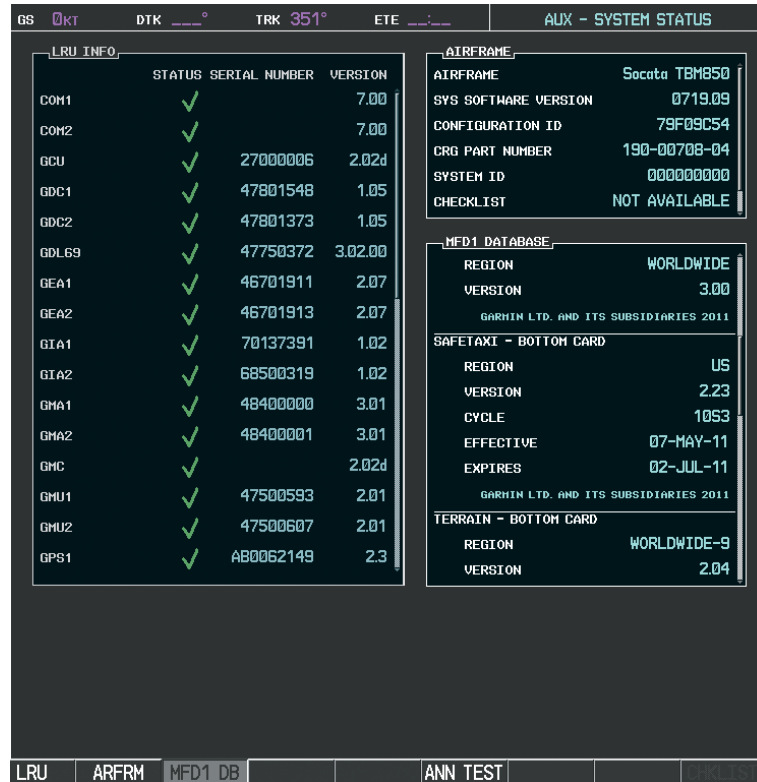 GS 0KT DTK ___° TRK 351° ETE __:__ AUX - SYSTEM STATUS
LRU INFO
STATUS SERIAL NUMBER VERSION
COM1 7.00
COM2 7.00
GCU 27000006 2.02d
GDC1 47801548 1.05
GDC2 47801373 1.05
GDL69 47750372 3.02.00
GEA1 46701911 2.07
GEA2 46701913 2.07
GIA1 70137391 1.02
GIA2 68500319 1.02
GMA1 48400000 3.01
GMA2 48400001 3.01
GMC 2.02d
GMU1 47500593 2.01
GMU2 47500607 2.01
GPS1 AB0062149 2.3
AIRFRAME
AIRFRAME Socata TBM850
SYS SOFTWARE VERSION 0719.09
CONFIGURATION ID 79F09C54
CRG PART NUMBER 190-00708-04
SYSTEM ID 000000000
CHECKLIST NOT AVAILABLE
MFD1 DATABASE
REGION WORLDWIDE
VERSION 3.00
GARMIN LTD. AND ITS SUBSIDIARIES 2011
SAFETAXI - BOTTOM CARD
REGION US
VERSION 2.23
CYCLE 10S3
EFFECTIVE 07-MAY-11
EXPIRES 02-JUL-11
GARMIN LTD. AND ITS SUBSIDIARIES 2011
TERRAIN - BOTTOM CARD
REGION WORLDWIDE-9
VERSION 2.04
LRU ARFRM MFD1 DB ANN TEST CHKLIST